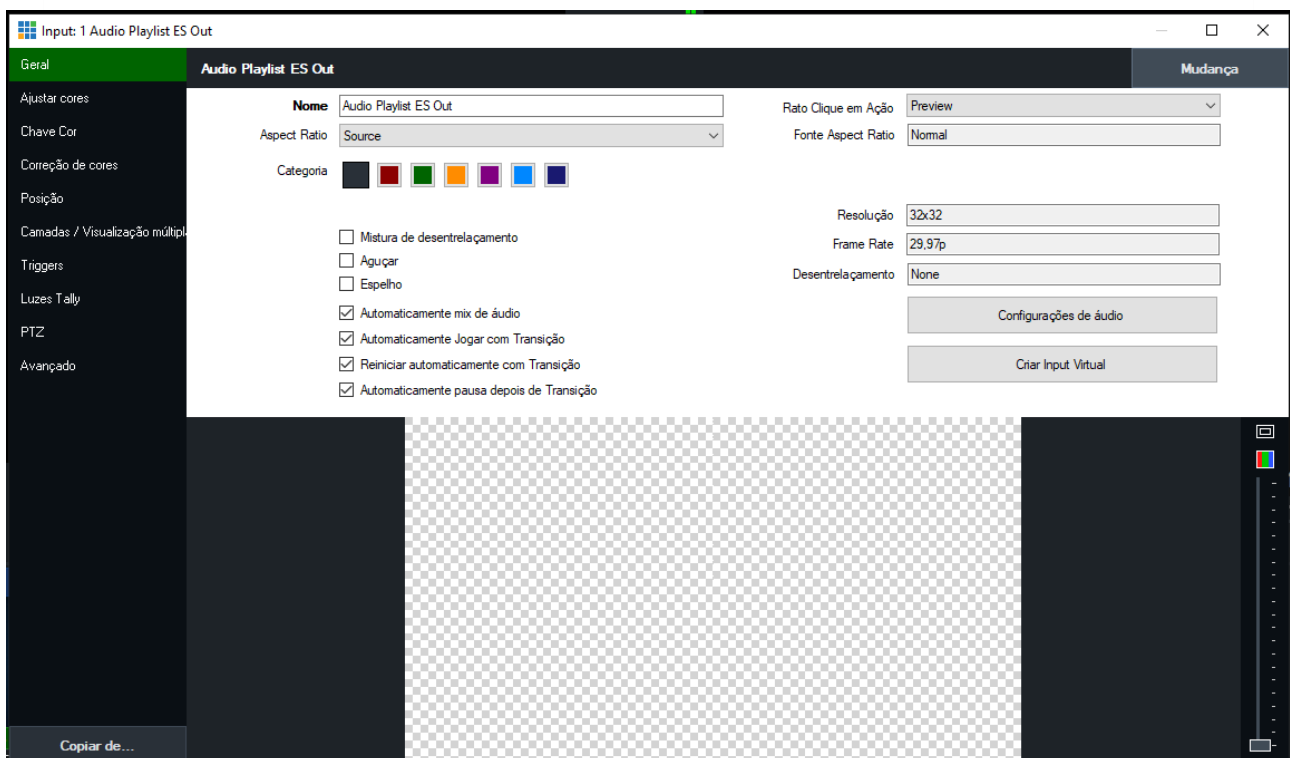 Input: 1 Audio Playlist ES Out
Geral
Audio Playlist ES Out
Mudança
Ajustar cores
Chave Cor
Correção de cores
Posição
Camadas / Visualização múltipl
Triggers
Luzes Tally
PTZ
Avançado
Nome
Audio Playlist ES Out
Rato Clique em Ação
Preview
Aspect Ratio
Source
Fonte Aspect Ratio
Normal
Categoria
Resolução
32x32
Mistura de desentrelaçamento
Frame Rate
29,97p
Aguçar
Desentrelaçamento
None
Espelho
Automaticamente mix de áudio
Configurações de áudio
Automaticamente Jogar com Transição
Reiniciar automaticamente com Transição
Criar Input Virtual
Automaticamente pausa depois de Transição
Copiar de...